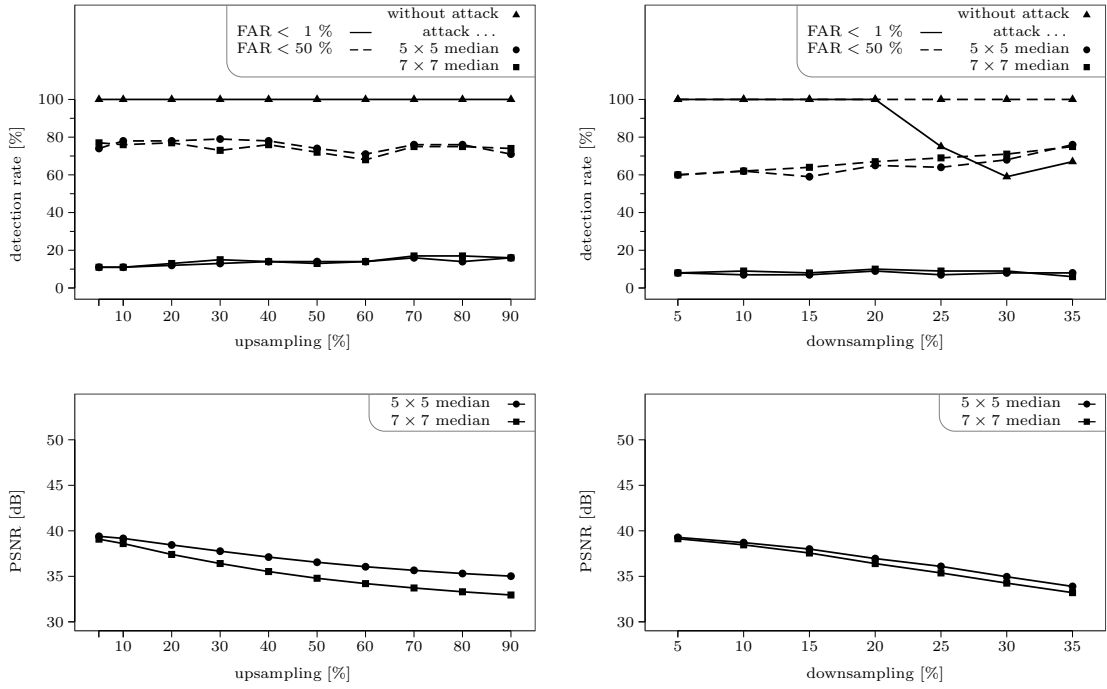 without attack
FAR < 1 % attack ...
FAR < 50 % 5 × 5 median
7 × 7 median
100
80
60
40
20
0
detection rate [%]
10 20 30 40 50 60 70 80 90
upsampling [%]
without attack
FAR < 1 % attack ...
FAR < 50 % 5 × 5 median
7 × 7 median
100
80
60
40
20
0
detection rate [%]
5 10 15 20 25 30 35
downsampling [%]
5 × 5 median
7 × 7 median
50
45
40
35
30
PSNR [dB]
10 20 30 40 50 60 70 80 90
upsampling [%]
5 × 5 median
7 × 7 median
50
45
40
35
30
PSNR [dB]
5 10 15 20 25 30 35
downsampling [%]